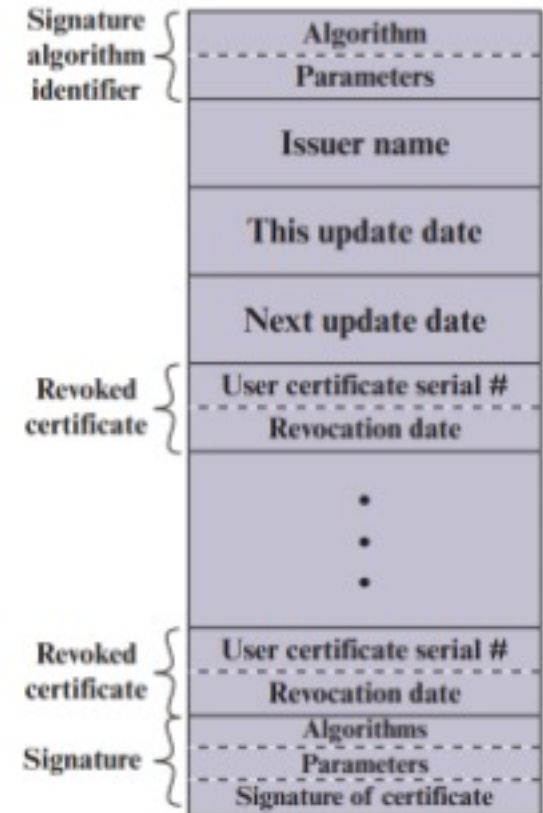 Signature
algorithm
identifier
Algorithm
Parameters
Issuer name
This update date
Next update date
Revoked
certificate
User certificate serial #
Revocation date
Revoked
certificate
User certificate serial #
Revocation date
Signature
Algorithms
Parameters
Signature of certificate